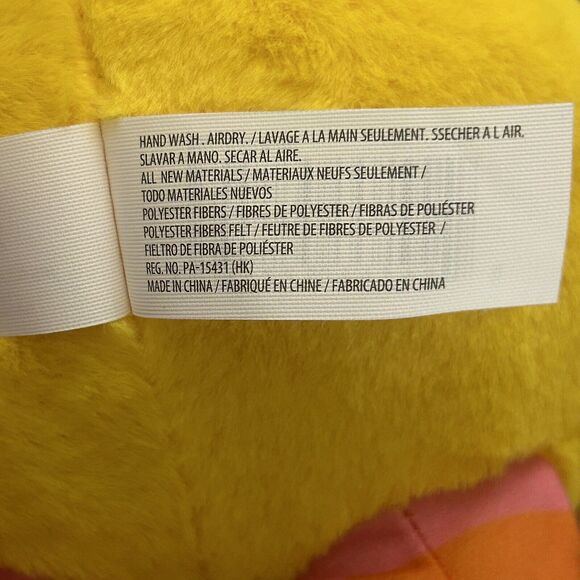 HAND WASH . AIRDRY. / LAVAGE A LA MAIN SEULEMENT. SSECHER A L AIR.
SLAVAR A MANO. SECAR AL AIRE.
ALL NEW MATERIALS / MATERIAUX NEUFS SEULEMENT /
TODO MATERIALES NUEVOS
POLYESTER FIBERS / FIBRES DE POLYESTER / FIBRAS DE POLIÉSTER
POLYESTER FIBERS FELT / FEUTRE DE FIBRES DE POLYESTER /
FIELTRO DE FIBRA DE POLIÉSTER
REG. NO. PA-15431 (HK)
MADE IN CHINA / FABRIQUÉ EN CHINE / FABRICADO EN CHINA